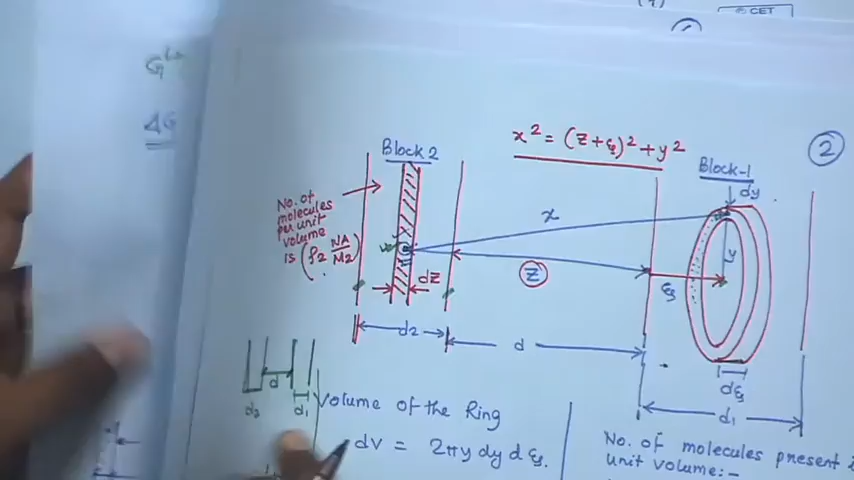 CET
G
ΔG
x² = (z+ξ)² + y²
2
Block 2
Block-1
dy
No. of
molecules
per unit
volume
is (ρ₂ NA/M₂)
x
y
z
ξ
dz
dξ
d₂
d
d₁
d
d₂
d₁
Volume of the Ring
dV = 2πy dy dξ.
No. of molecules present
unit volume:-